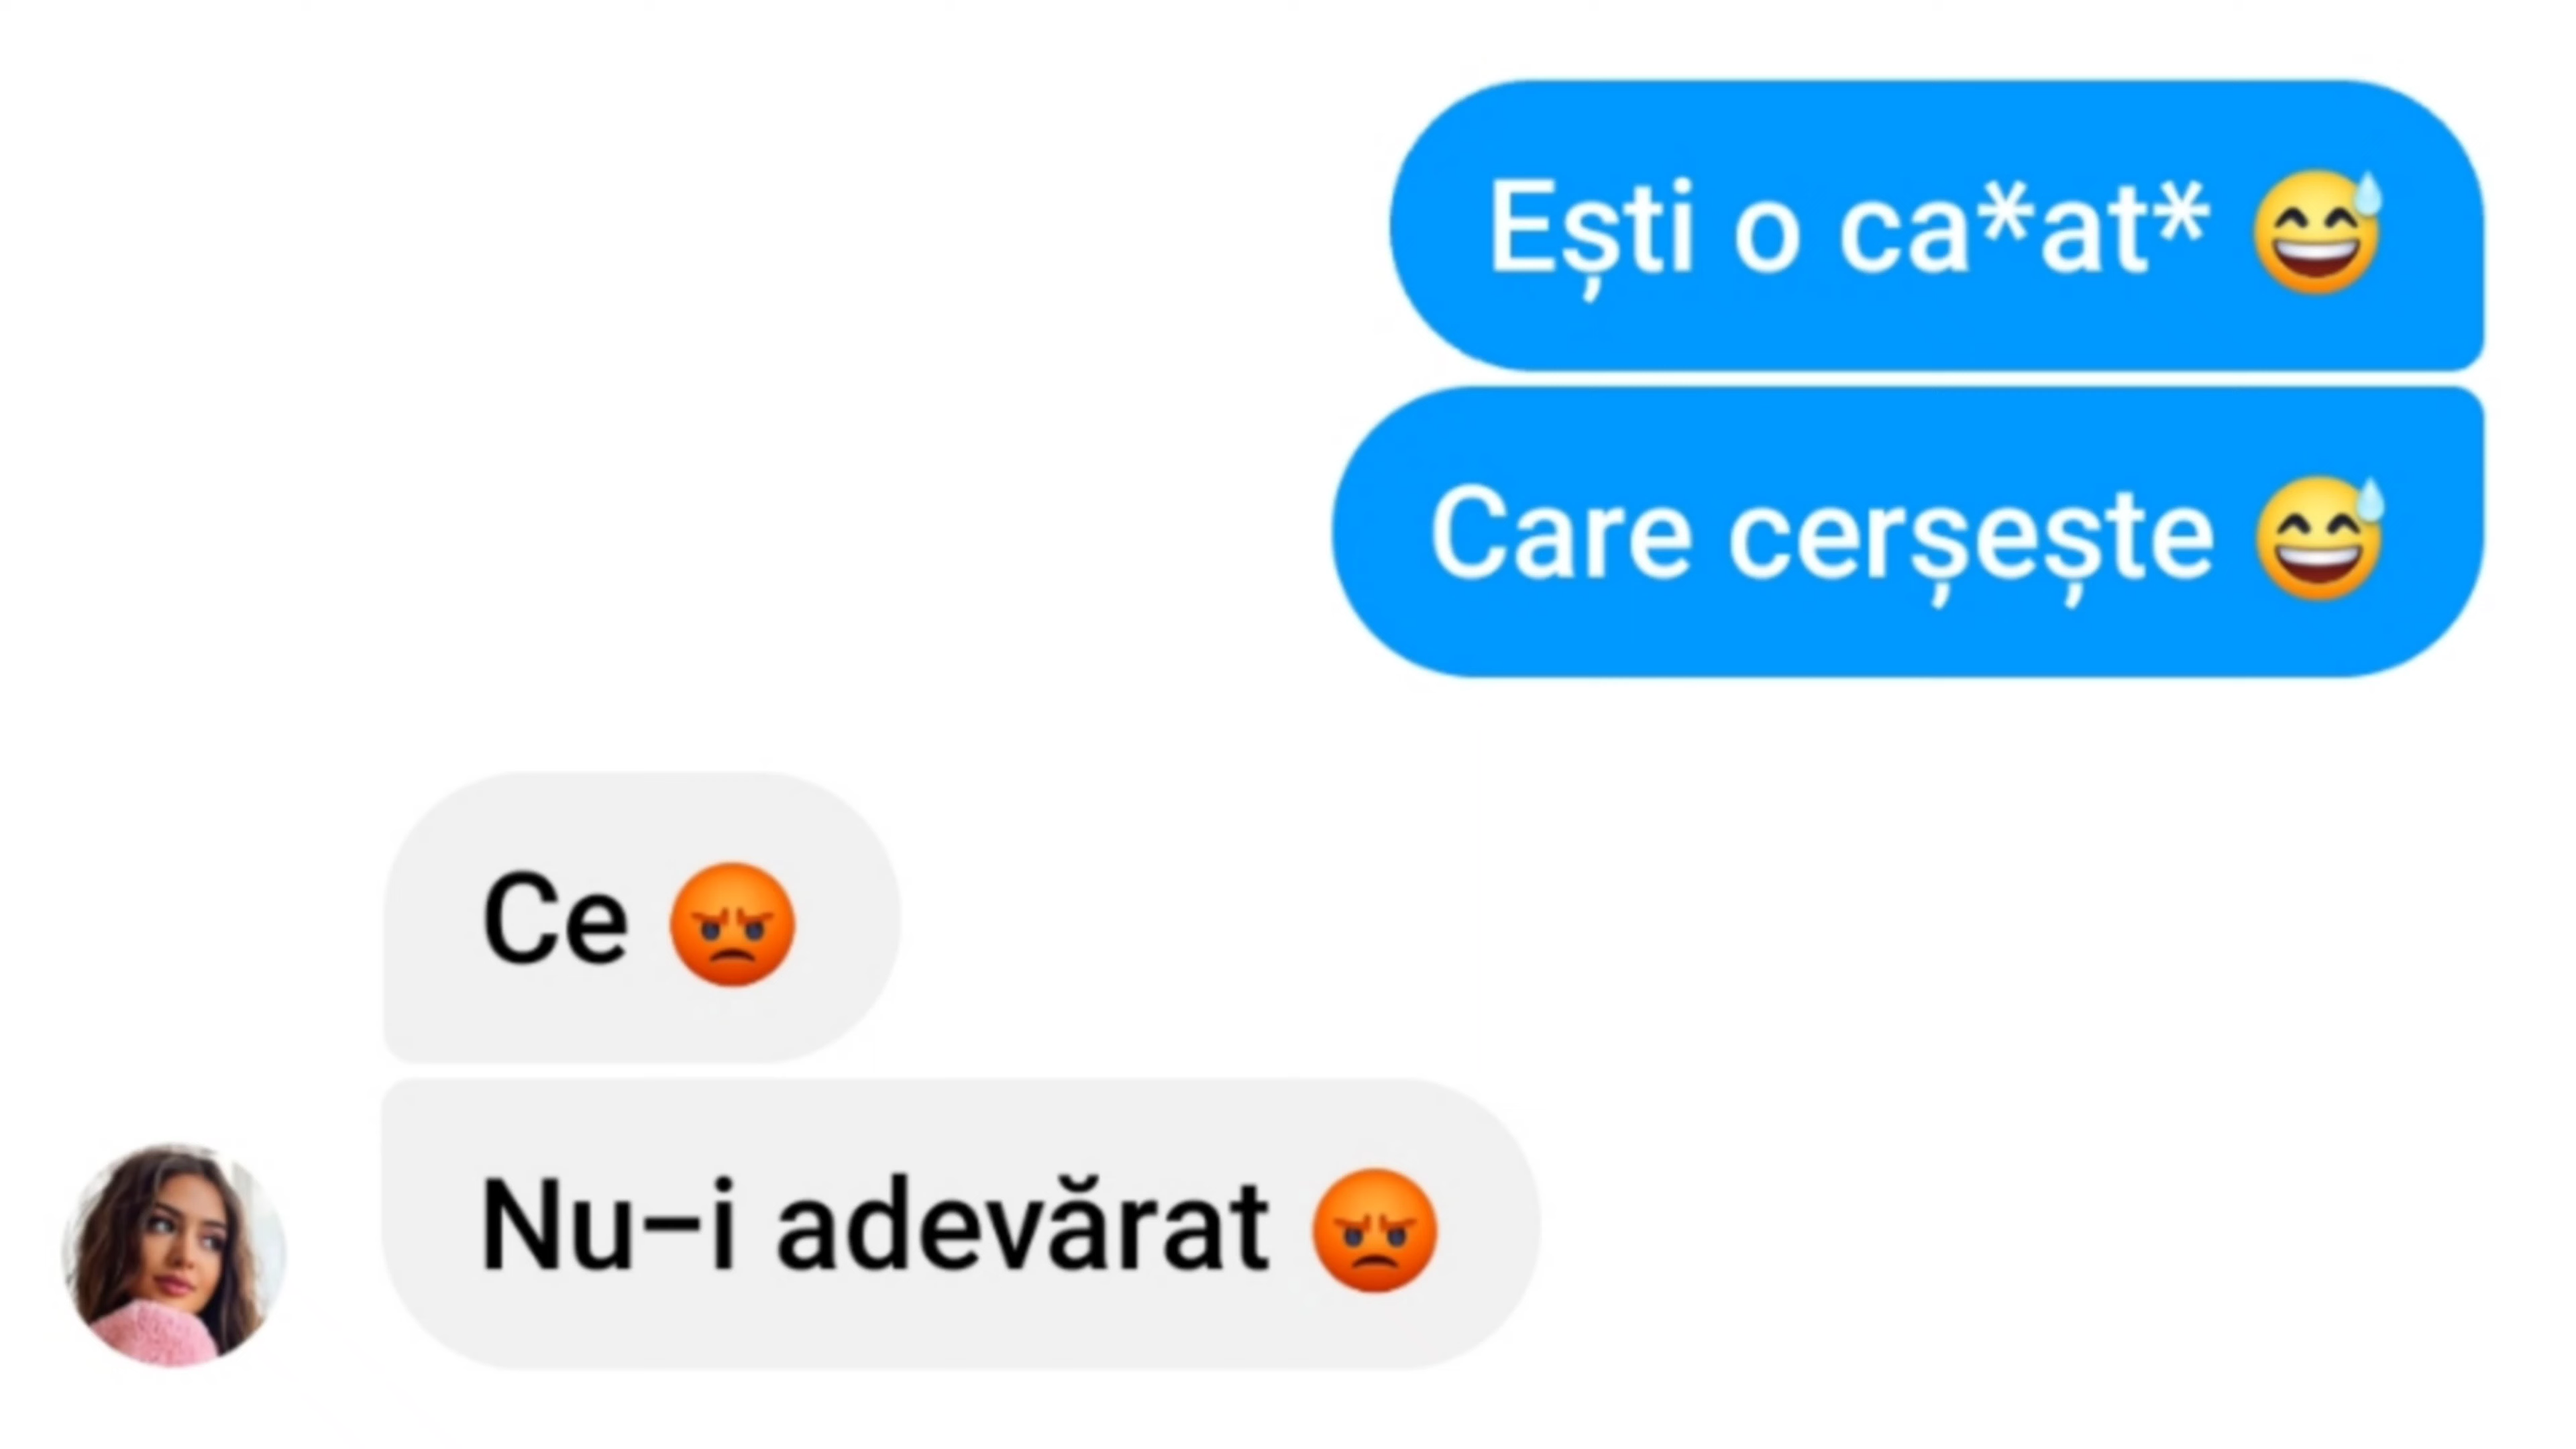 Ești o ca*at* 😅
Care cerșește 😅
Ce 😡
Nu-i adevărat 😡